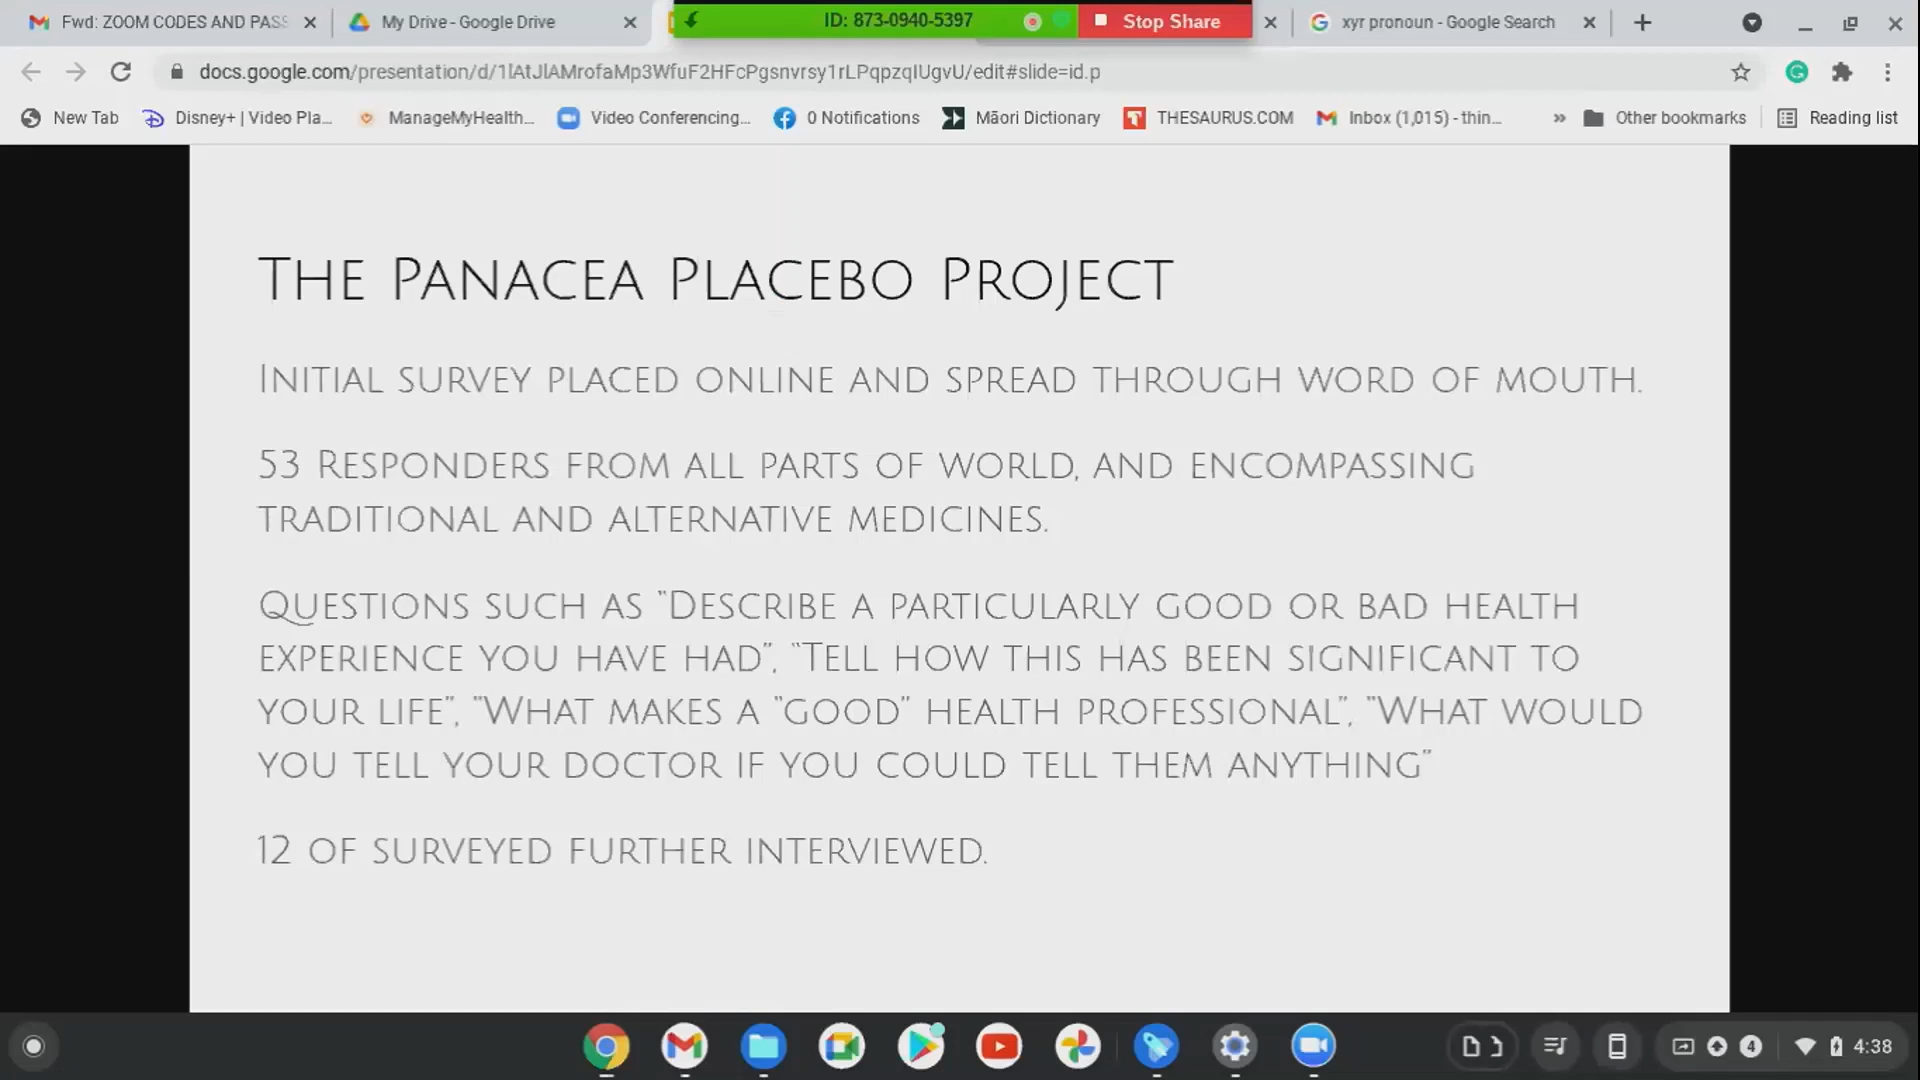 Fwd: ZOOM CODES AND PASS
My Drive - Google Drive
ID: 873-0940-5397
Stop Share
xyr pronoun - Google Search
docs.google.com/presentation/d/1lAtJlAMrofaMp3WfuF2HFcPgsnvrsy1rLPqpzqIUgvU/edit#slide=id.p
New Tab
Disney+ | Video Pla...
ManageMyHealth...
Video Conferencing...
0 Notifications
Māori Dictionary
THESAURUS.COM
Inbox (1,015) - thin...
Other bookmarks
Reading list
The Panacea Placebo Project
Initial survey placed online and spread through word of mouth.
53 Responders from all parts of world, and encompassing
traditional and alternative medicines.
Questions such as “Describe a particularly good or bad health
experience you have had”, “Tell how this has been significant to
your life”, “What makes a “good” health professional”, “What would
you tell your doctor if you could tell them anything”
12 of surveyed further interviewed.
4
4:38